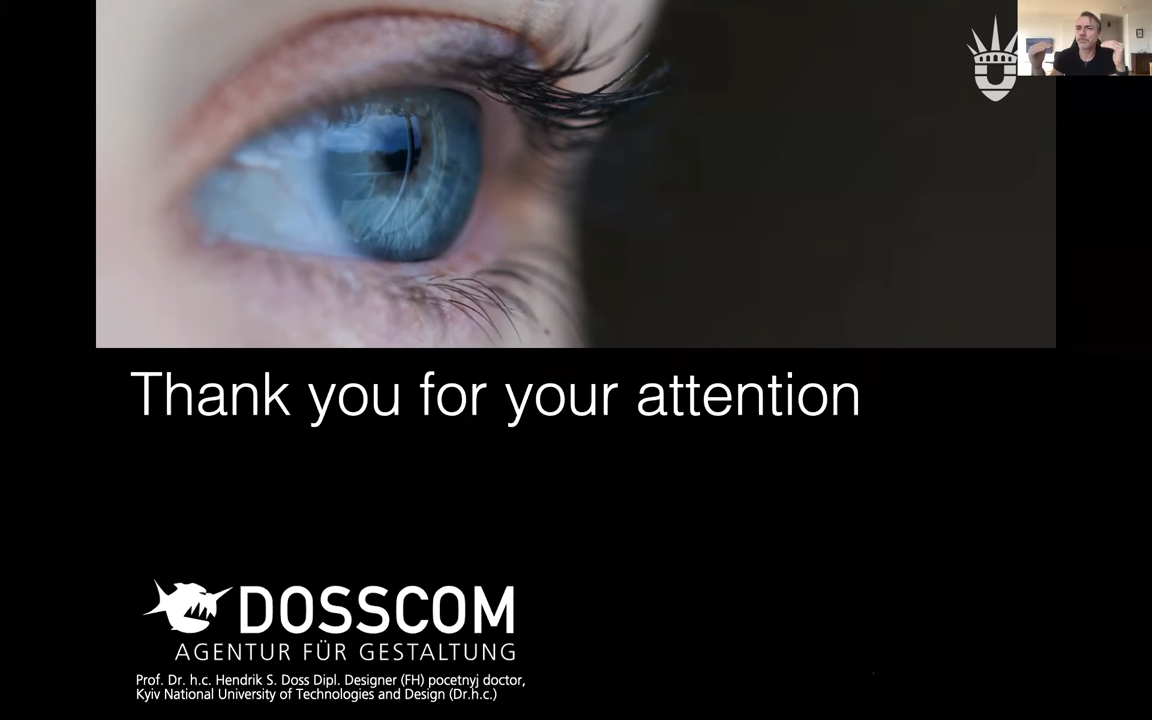 Thank you for your attention
DOSSCOM
AGENTUR FÜR GESTALTUNG
Prof. Dr. h.c. Hendrik S. Doss Dipl. Designer (FH) pocetnyj doctor,
Kyiv National University of Technologies and Design (Dr.h.c.)